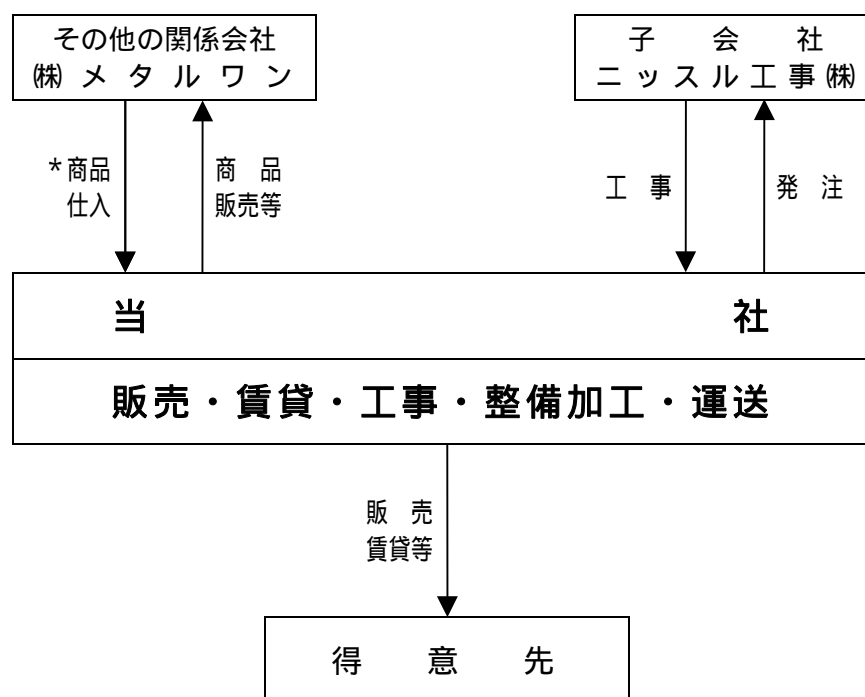 その他の関係会社
㈱メタルワン
子会社
ニッスル工事㈱
*商品
仕入
商品
販売等
工事
発注
当社
販売・賃貸・工事・整備加工・運送
販売
賃貸等
得意先